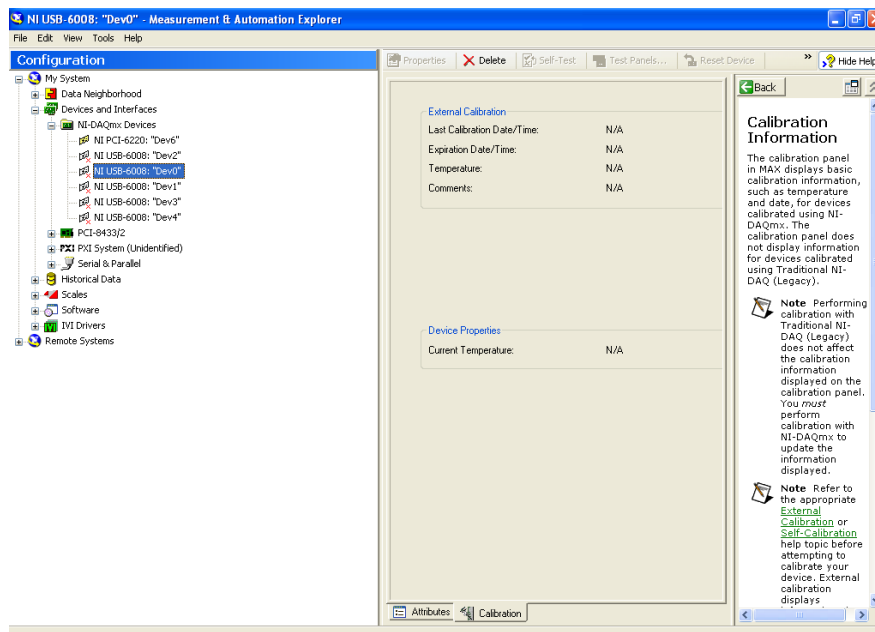 NI USB-6008: "Dev0" - Measurement & Automation Explorer
File Edit View Tools Help
Configuration
My System
Data Neighborhood
Devices and Interfaces
NI-DAQmx Devices
NI PCI-6220: "Dev6"
NI USB-6008: "Dev2"
NI USB-6008: "Dev0"
NI USB-6008: "Dev1"
NI USB-6008: "Dev3"
NI USB-6008: "Dev4"
PCI-8433/2
PXI PXI System (Unidentified)
Serial & Parallel
Historical Data
Scales
Software
IVI Drivers
Remote Systems
Properties Delete Self-Test Test Panels... Reset Device » Hide Help
External Calibration
Last Calibration Date/Time: N/A
Expiration Date/Time: N/A
Temperature: N/A
Comments: N/A
Device Properties
Current Temperature: N/A
Attributes Calibration
Back
Calibration
Information
The calibration panel
in MAX displays basic
calibration information,
such as temperature
and date, for devices
calibrated using NI-
DAQmx. The
calibration panel does
not display information
for devices calibrated
using Traditional NI-
DAQ (Legacy).
Note Performing
calibration with
Traditional NI-
DAQ (Legacy)
does not affect
the calibration
information
displayed on the
calibration panel.
You must
perform
calibration with
NI-DAQmx to
update the
information
displayed.
Note Refer to
the appropriate
External
Calibration or
Self-Calibration
help topic before
attempting to
calibrate your
device. External
calibration
displays